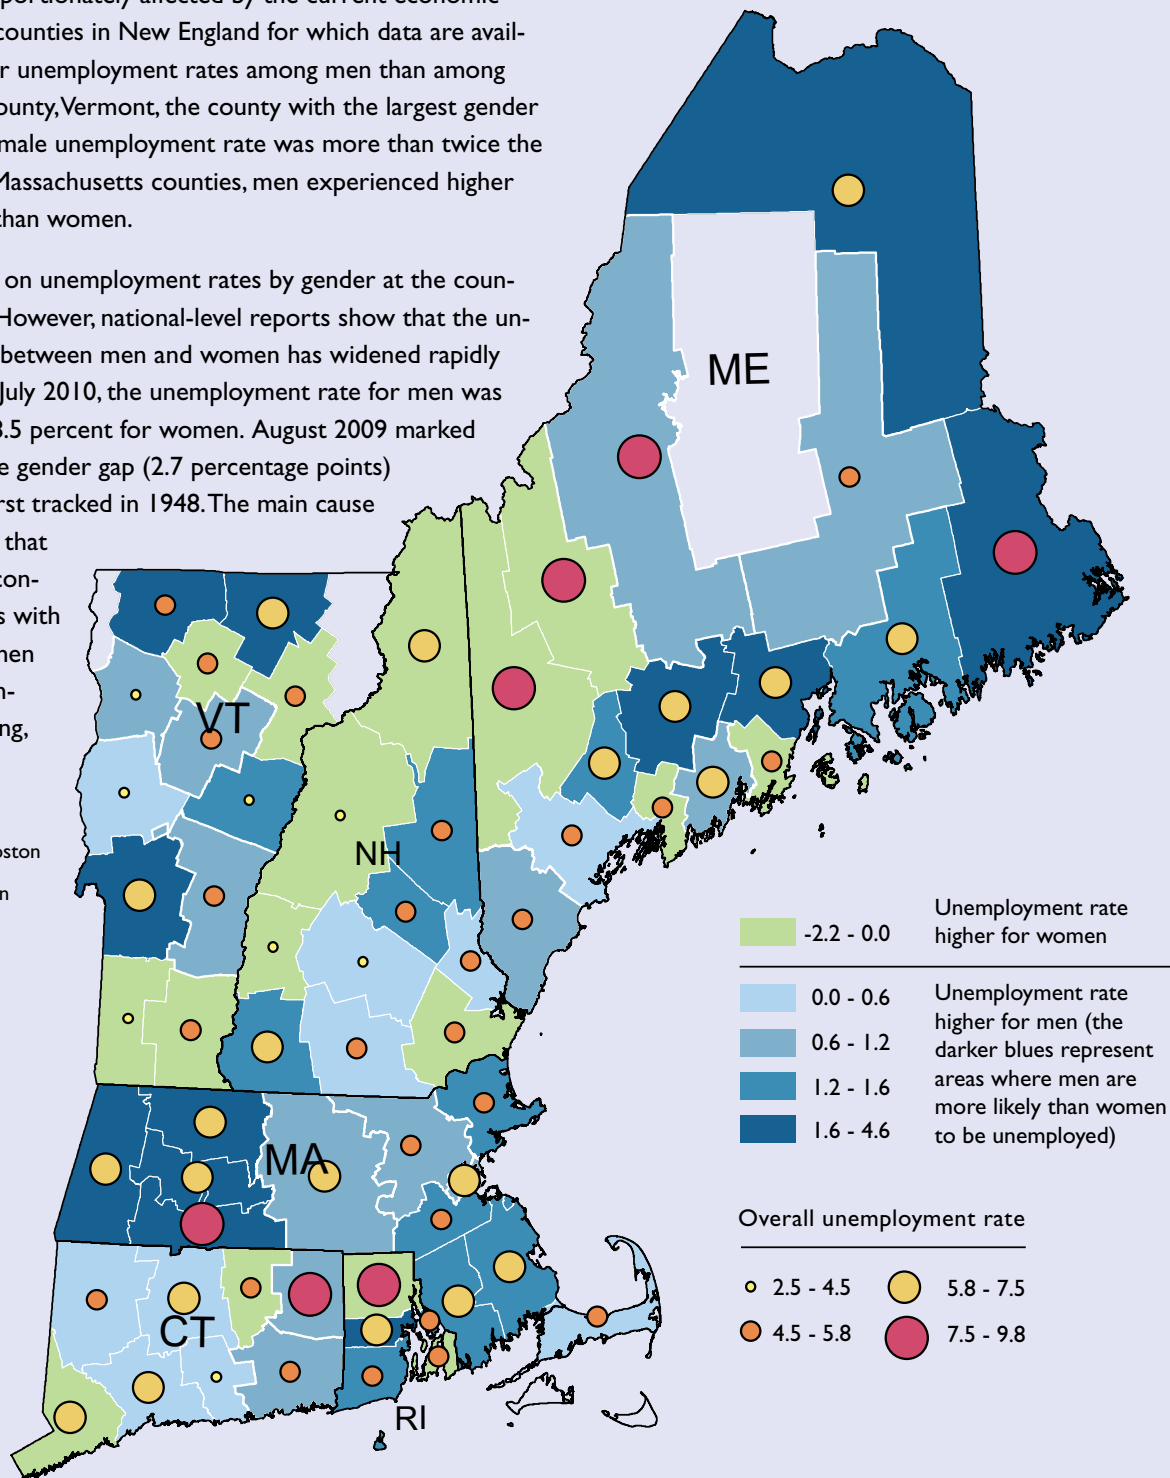 portionately affected by the current economic
counties in New England for which data are avail-
r unemployment rates among men than among
ounty, Vermont, the county with the largest gender
male unemployment rate was more than twice the
Massachusetts counties, men experienced higher
than women.
on unemployment rates by gender at the coun-
However, national-level reports show that the un-
between men and women has widened rapidly
July 2010, the unemployment rate for men was
8.5 percent for women. August 2009 marked
e gender gap (2.7 percentage points)
rst tracked in 1948. The main cause
that
con-
s with
men
n-
ng,
oston
n
ME
VT
NH
MA
CT
RI
-2.2 - 0.0
Unemployment rate
higher for women
0.0 - 0.6
0.6 - 1.2
1.2 - 1.6
1.6 - 4.6
Unemployment rate
higher for men (the
darker blues represent
areas where men are
more likely than women
to be unemployed)
Overall unemployment rate
2.5 - 4.5
5.8 - 7.5
4.5 - 5.8
7.5 - 9.8